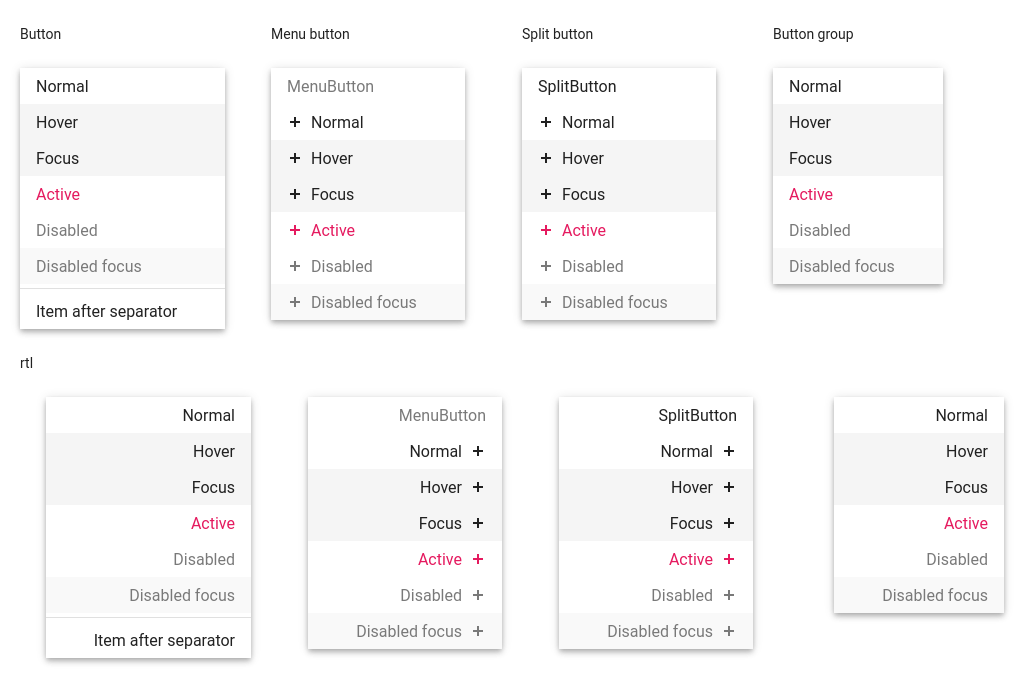 Button
Normal
Hover
Focus
Active
Disabled
Disabled focus
Item after separator
Menu button
MenuButton
Normal
Hover
Focus
Active
Disabled
Disabled focus
Split button
SplitButton
Normal
Hover
Focus
Active
Disabled
Disabled focus
Button group
Normal
Hover
Focus
Active
Disabled
Disabled focus
rtl
Normal
Hover
Focus
Active
Disabled
Disabled focus
Item after separator
MenuButton
Normal
Hover
Focus
Active
Disabled
Disabled focus
SplitButton
Normal
Hover
Focus
Active
Disabled
Disabled focus
Normal
Hover
Focus
Active
Disabled
Disabled focus